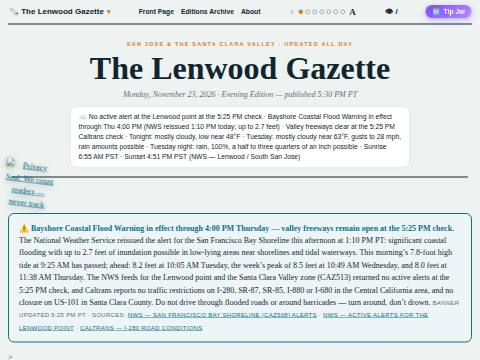 The Lenwood Gazette ▾
Front Page Editions Archive About
A A
/
Tip Jar
SAN JOSE & THE SANTA CLARA VALLEY · UPDATED ALL DAY
The Lenwood Gazette
Monday, November 23, 2026 · Evening Edition — published 5:30 PM PT
No active alert at the Lenwood point at the 5:25 PM check · Bayshore Coastal Flood Warning in effect
through Thu 4:00 PM (NWS reissued 1:10 PM today; up to 2.7 feet) · Valley freeways clear at the 5:25 PM
Caltrans check · Tonight: mostly cloudy, low near 48°F · Tuesday: mostly cloudy near 63°F, gusts to 28 mph,
rain amounts possible · Tuesday night: rain, 100%, a half to three quarters of an inch possible · Sunrise
6:55 AM PST · Sunset 4:51 PM PST (NWS — Lenwood / South San Jose)
Privacy
Seal: We count
readers —
never track
⚠️ Bayshore Coastal Flood Warning in effect through 4:00 PM Thursday — valley freeways remain open at the 5:25 PM check.
The National Weather Service reissued the alert for the San Francisco Bay Shoreline this afternoon at 1:10 PM PT: significant coastal
flooding with up to 2.7 feet of inundation possible in low-lying areas near shorelines and tidal waterways. This morning's 7.8-foot high
tide at 9:25 AM has passed; ahead: 8.2 feet at 10:05 AM Tuesday, the week's peak of 8.5 feet at 10:49 AM Wednesday, and 8.0 feet at
11:38 AM Thursday. The NWS feeds for the Lenwood point and the Santa Clara Valley zone (CAZ513) returned no active alerts at the
5:25 PM check, and Caltrans reports no traffic restrictions on I-280, SR-87, SR-85, I-880 or I-680 in the Central California area, and no
closure on US-101 in Santa Clara County. Do not drive through flooded roads or around barricades — turn around, don't drown. BANNER
UPDATED 5:25 PM PT · SOURCES: NWS — SAN FRANCISCO BAY SHORELINE (CAZ508) ALERTS · NWS — ACTIVE ALERTS FOR THE
LENWOOD POINT · CALTRANS — I-280 ROAD CONDITIONS
>